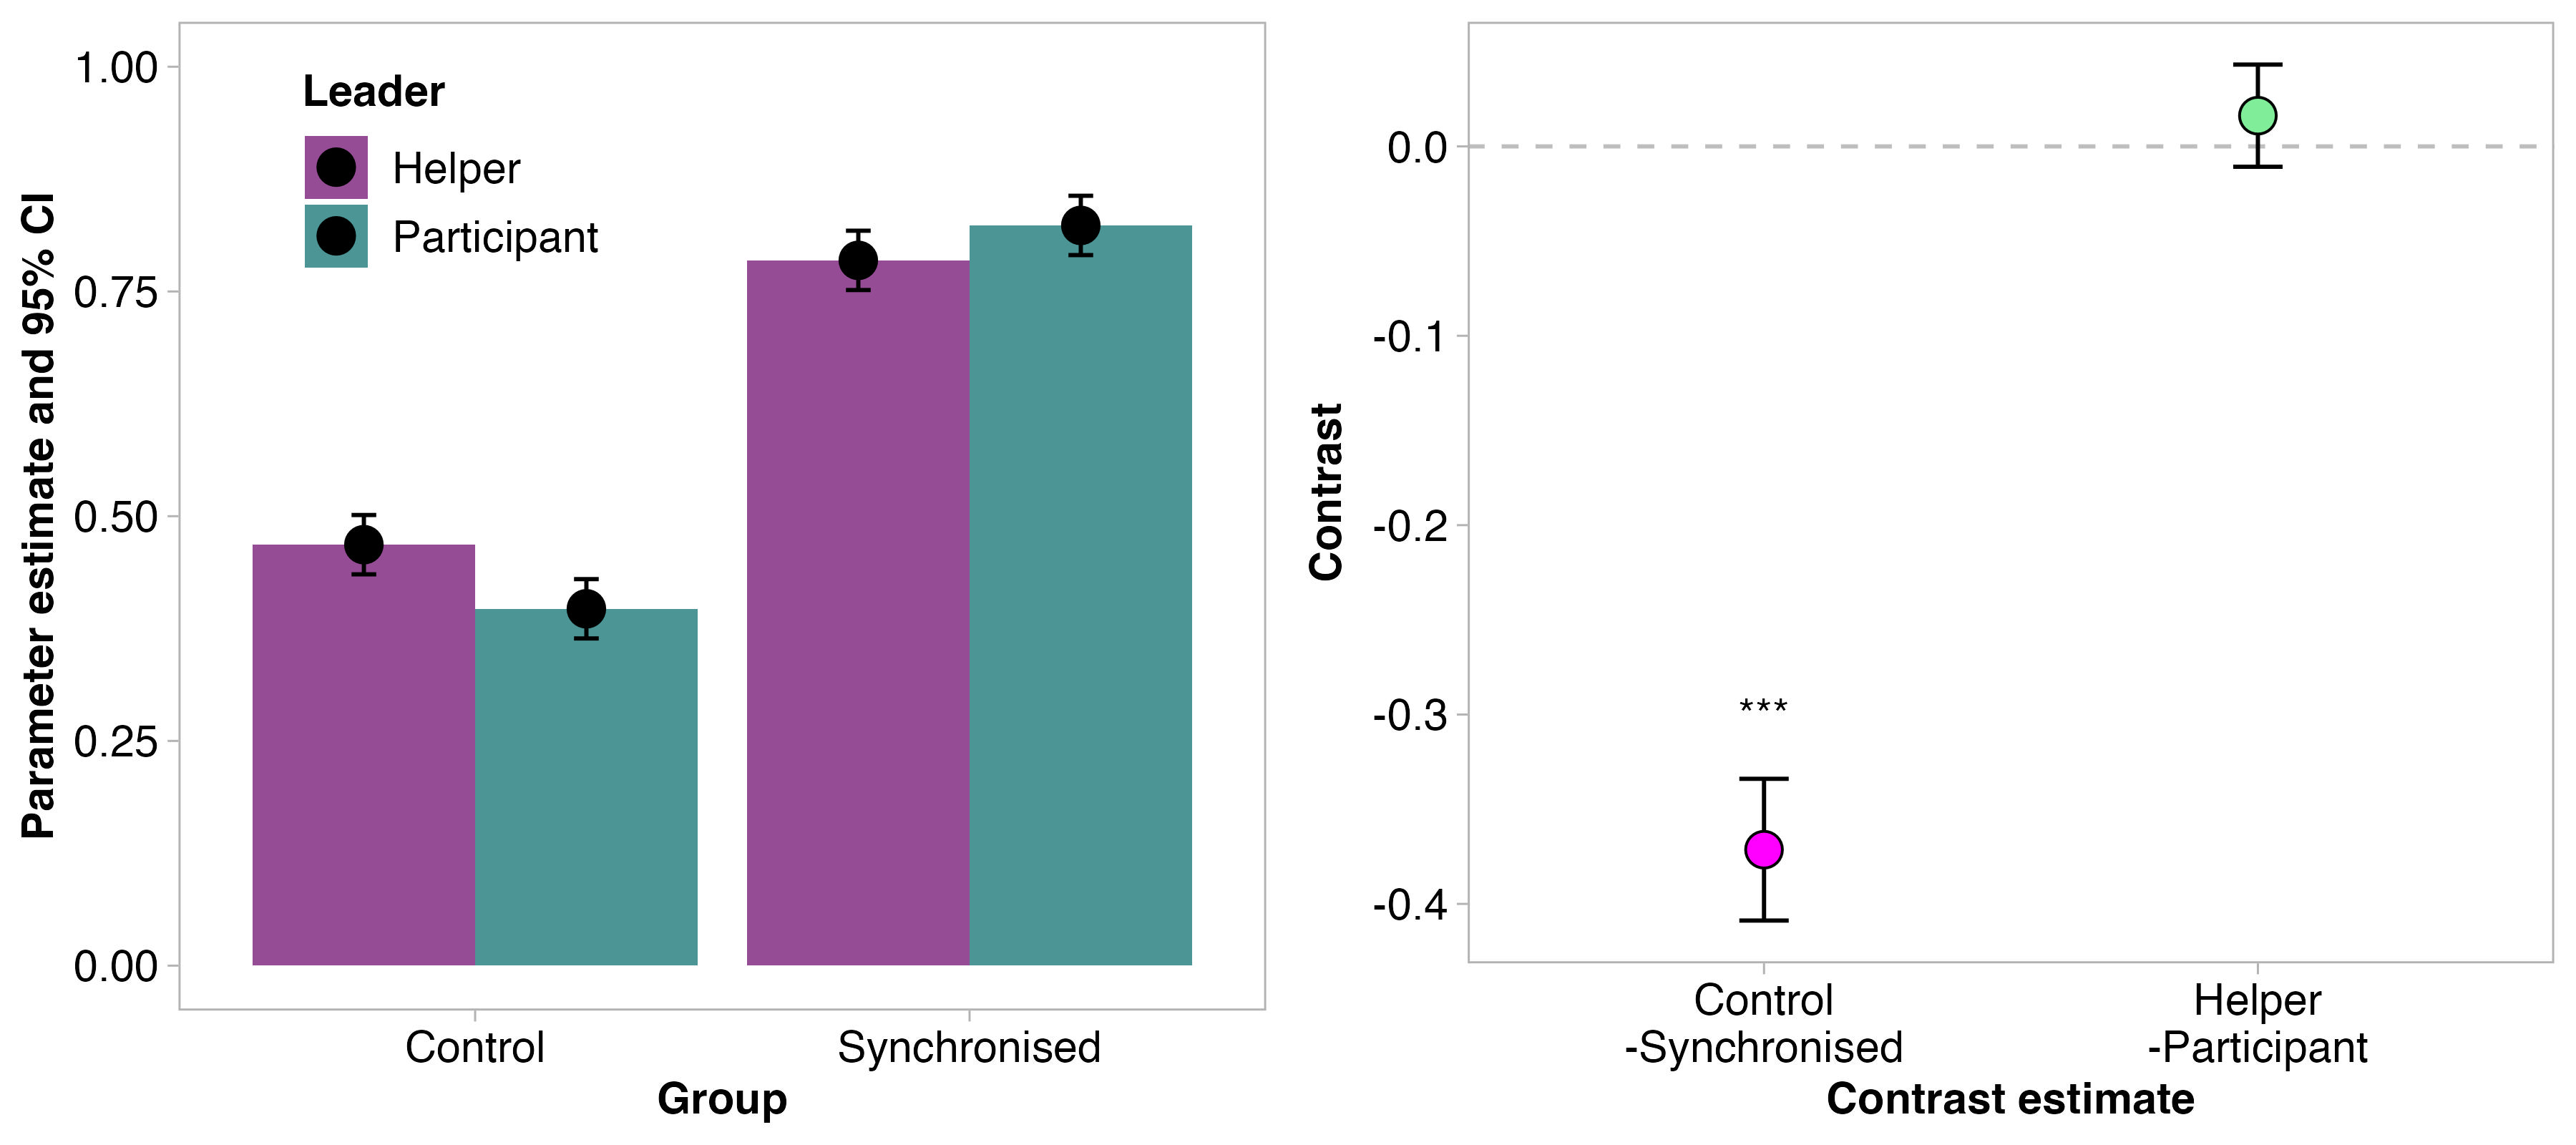 1.00
0.75
0.50
0.25
0.00
Parameter estimate and 95% CI
Leader
Helper
Participant
Control
Synchronised
Group
0.0
-0.1
-0.2
-0.3
-0.4
Contrast
***
Control
-Synchronised
Helper
-Participant
Contrast estimate